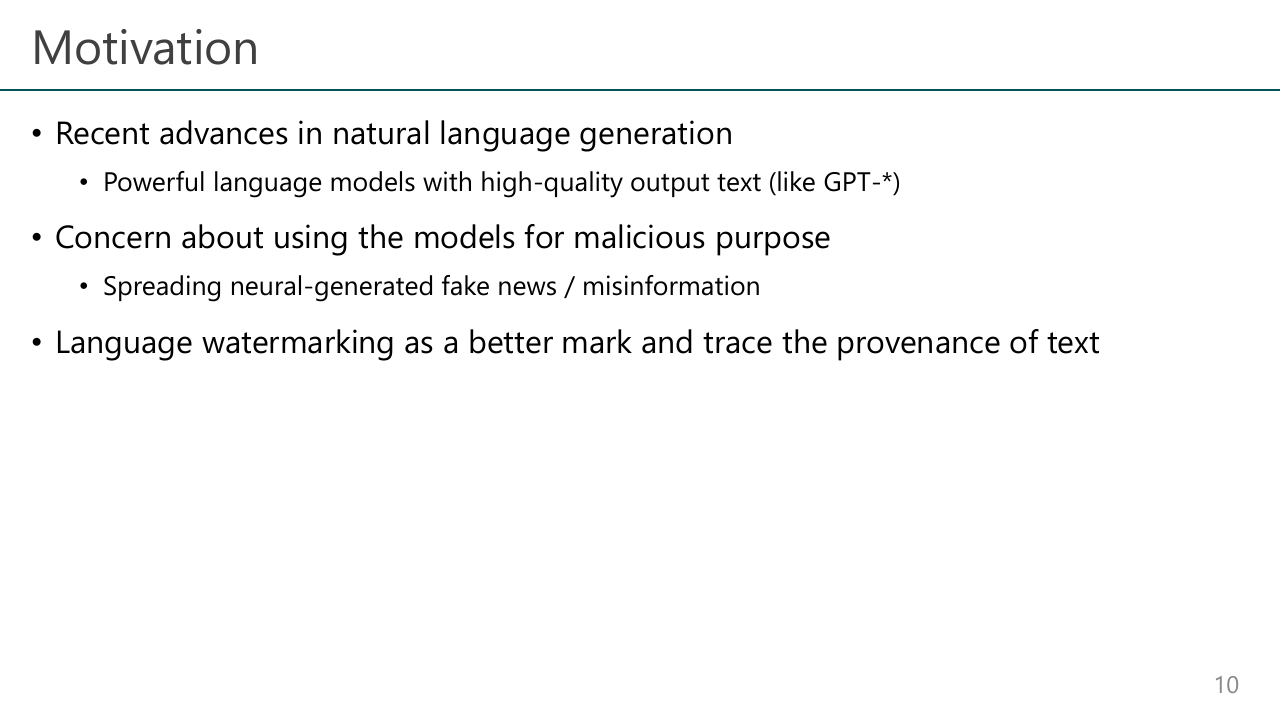 Motivation
• Recent advances in natural language generation
• Powerful language models with high-quality output text (like GPT-*)
• Concern about using the models for malicious purpose
• Spreading neural-generated fake news / misinformation
• Language watermarking as a better mark and trace the provenance of text
10